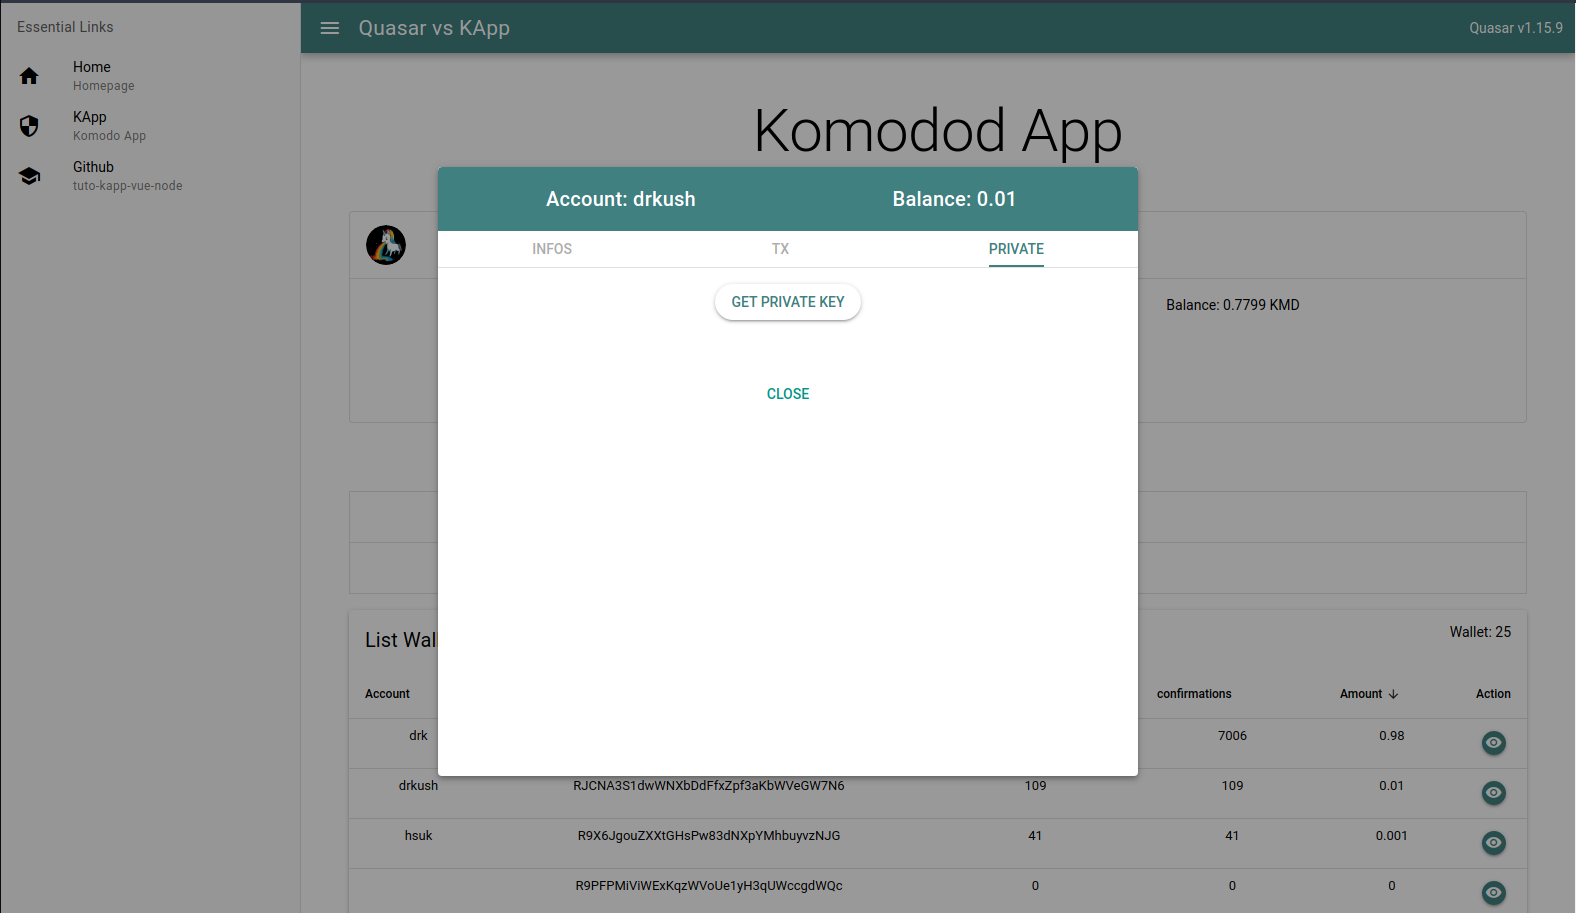 Essential Links
Home
Homepage
KApp
Komodo App
Github
tuto-kapp-vue-node
Quasar vs KApp
Quasar v1.15.9
Komodod App
Account: drkush Balance: 0.01
INFOS TX PRIVATE
GET PRIVATE KEY
CLOSE
Balance: 0.7799 KMD
List Wal
Wallet: 25
Account confirmations Amount Action
drk 7006 0.98
drkush RJCNA3S1dwWNXbDdFfxZpf3aKbWVeGW7N6 109 109 0.01
hsuk R9X6JgouZXXtGHsPw83dNXpYMhbuyvzNJG 41 41 0.001
R9PFPMiViWExKqzWVoUe1yH3qUWccgdWQc 0 0 0